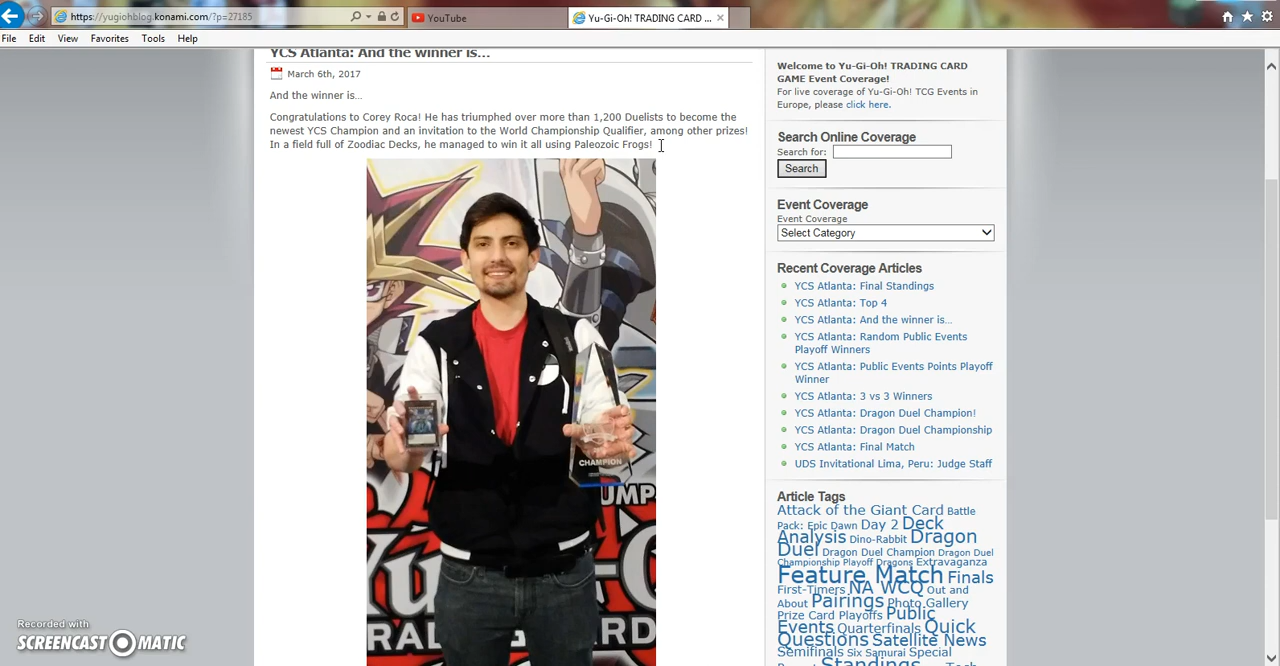 https://yugiohblog.konami.com/?p=27185
YouTube
Yu-Gi-Oh! TRADING CARD ...
File Edit View Favorites Tools Help
YCS Atlanta: And the winner is...
March 6th, 2017
And the winner is...
Congratulations to Corey Roca! He has triumphed over more than 1,200 Duelists to become the
newest YCS Champion and an invitation to the World Championship Qualifier, among other prizes!
In a field full of Zoodiac Decks, he managed to win it all using Paleozoic Frogs!
CHAMPION
UMP
Recorded with
SCREENCAST MATIC
Welcome to Yu-Gi-Oh! TRADING CARD
GAME Event Coverage!
For live coverage of Yu-Gi-Oh! TCG Events in
Europe, please click here.
Search Online Coverage
Search for:
Search
Event Coverage
Event Coverage
Select Category
Recent Coverage Articles
YCS Atlanta: Final Standings
YCS Atlanta: Top 4
YCS Atlanta: And the winner is...
YCS Atlanta: Random Public Events
Playoff Winners
YCS Atlanta: Public Events Points Playoff
Winner
YCS Atlanta: 3 vs 3 Winners
YCS Atlanta: Dragon Duel Champion!
YCS Atlanta: Dragon Duel Championship
YCS Atlanta: Final Match
UDS Invitational Lima, Peru: Judge Staff
Article Tags
Attack of the Giant Card Battle
Pack: Epic Dawn Day 2 Deck
Analysis Dino-Rabbit Dragon
Duel Dragon Duel Champion Dragon Duel
Championship Playoff Dragons Extravaganza
Feature Match Finals
First-Timers NA WCQ Out and
About Pairings Photo Gallery
Prize Card Playoffs Public
Events Quarterfinals Quick
Questions Satellite News
Semifinals Six Samurai Special
Standings